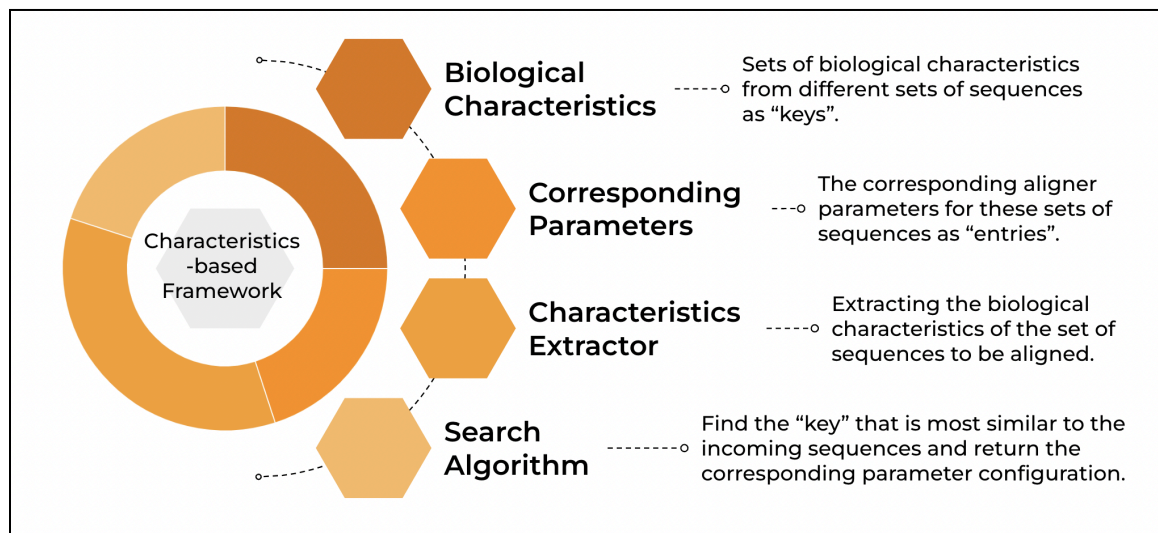 Characteristics
-based
Framework
Biological
Characteristics
Sets of biological characteristics
from different sets of sequences
as “keys”.
Corresponding
Parameters
The corresponding aligner
parameters for these sets of
sequences as “entries”.
Characteristics
Extractor
Extracting the biological
characteristics of the set of
sequences to be aligned.
Search
Algorithm
Find the “key” that is most similar to the
incoming sequences and return the
corresponding parameter configuration.